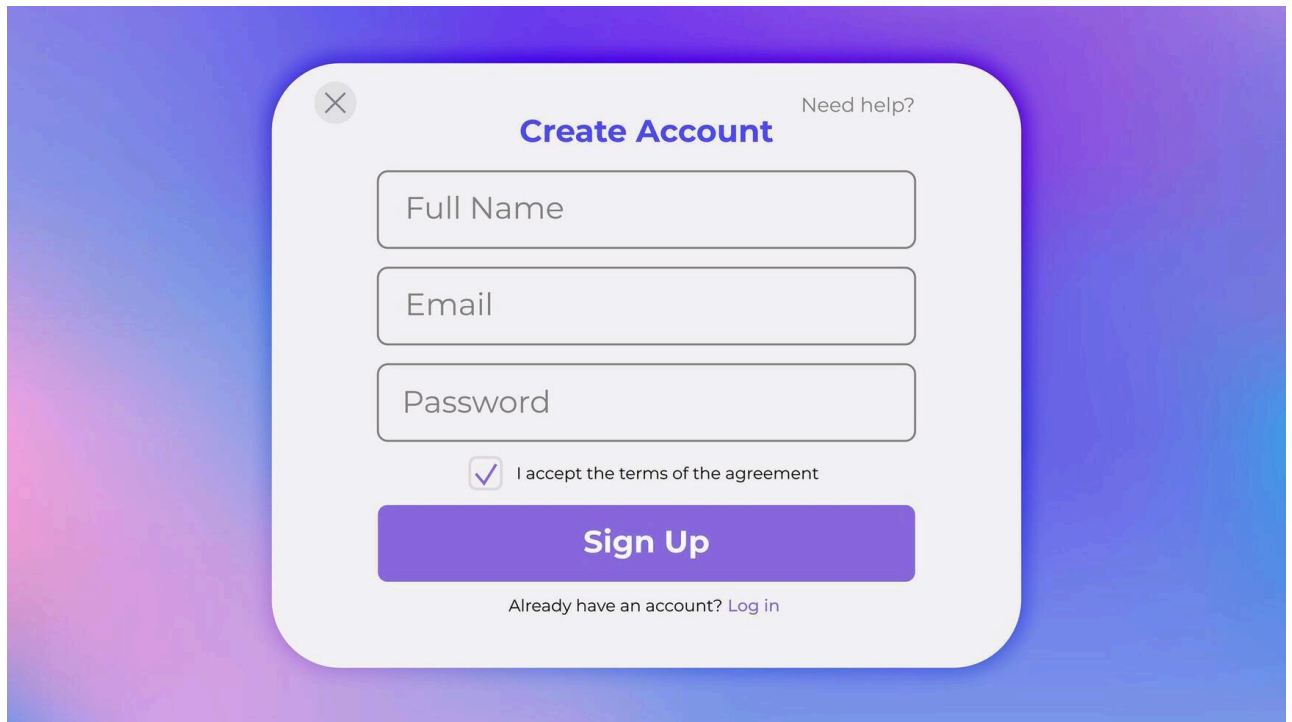 Need help?
Create Account
Full Name
Email
Password
I accept the terms of the agreement
Sign Up
Already have an account? Log in